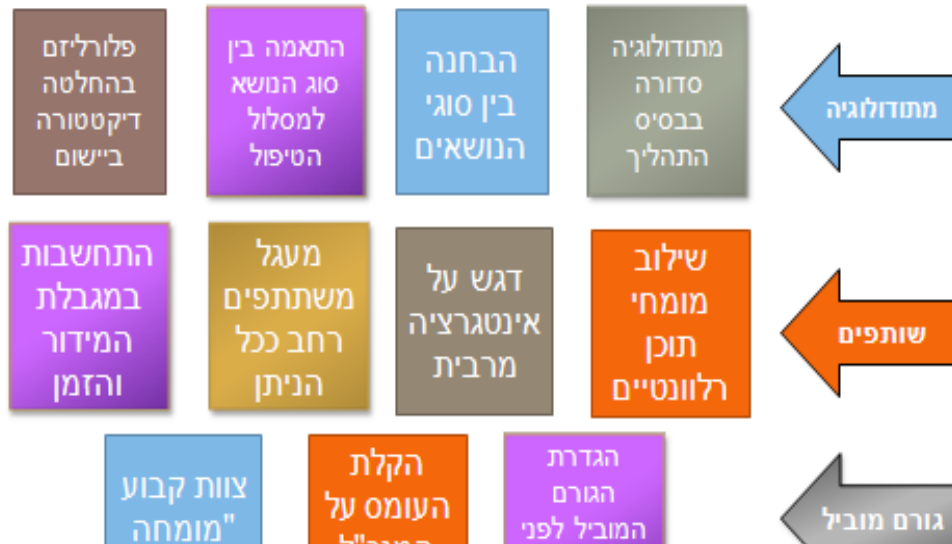 מתודולוגיה
מתודולוגיה
סדורה
בבסיס
התהליך
הבחנה
בין סוגי
הנושאים
התאמה בין
סוג הנושא
למסלול
הטיפול
פלורליזם
בהחלטה
דיקטטורה
ביישום
שותפים
שילוב
מומחי
תוכן
רלוונטיים
דגש על
אינטגרציה
מרבית
מעגל
משתתפים
רחב ככל
הניתן
התחשבות
במגבלת
המידור
והזמן
גורם מוביל
הגדרת
הגורם
המוביל לפני
הקלת
העומס על
צוות קבוע
"מומחה